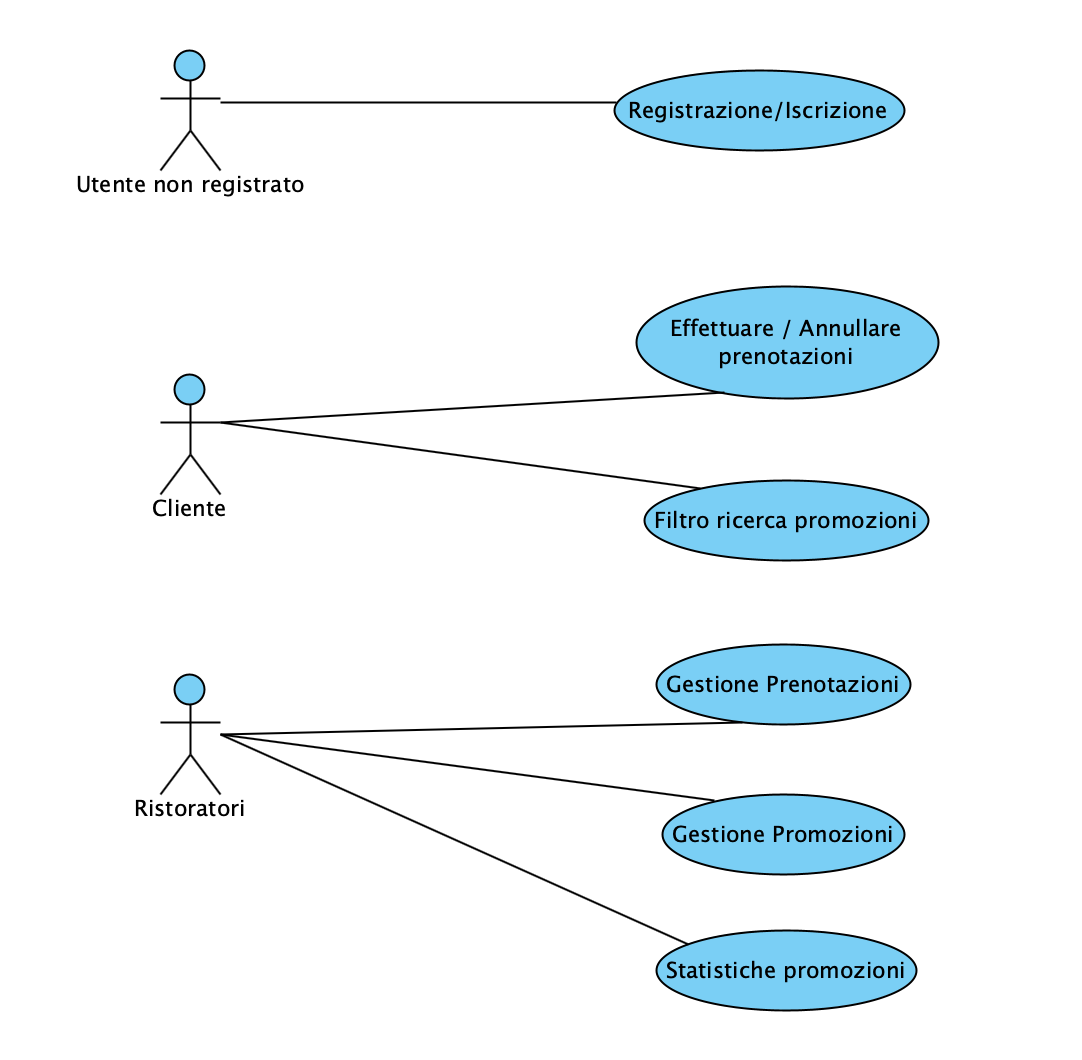 Registrazione/Iscrizione
Utente non registrato
Effettuare / Annullare
prenotazioni
Cliente
Filtro ricerca promozioni
Gestione Prenotazioni
Ristoratori
Gestione Promozioni
Statistiche promozioni